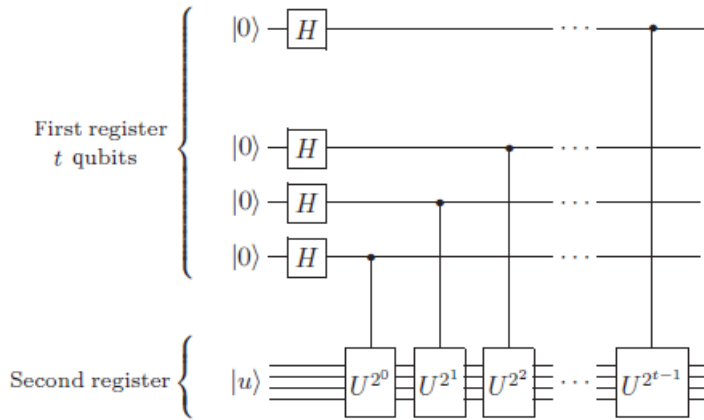 |0⟩ H ...
First register
t qubits
|0⟩ H ...
|0⟩ H ...
|0⟩ H ...
Second register |u⟩ U^{2^0} U^{2^1} U^{2^2} ... U^{2^{t-1}}